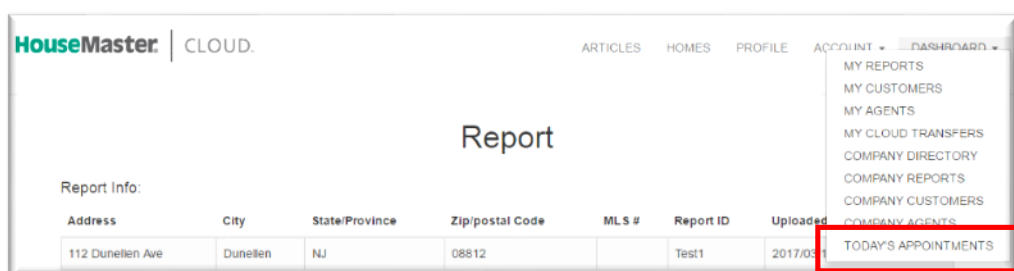 HouseMaster | CLOUD.
ARTICLES HOMES PROFILE ACCOUNT DASHBOARD
MY REPORTS
MY CUSTOMERS
MY AGENTS
MY CLOUD TRANSFERS
COMPANY DIRECTORY
COMPANY REPORTS
COMPANY CUSTOMERS
COMPANY AGENTS
TODAY'S APPOINTMENTS
Report
Report Info:
Address City State/Province Zip/postal Code MLS # Report ID Uploaded
112 Dunellen Ave Dunellen NJ 08812 Test1